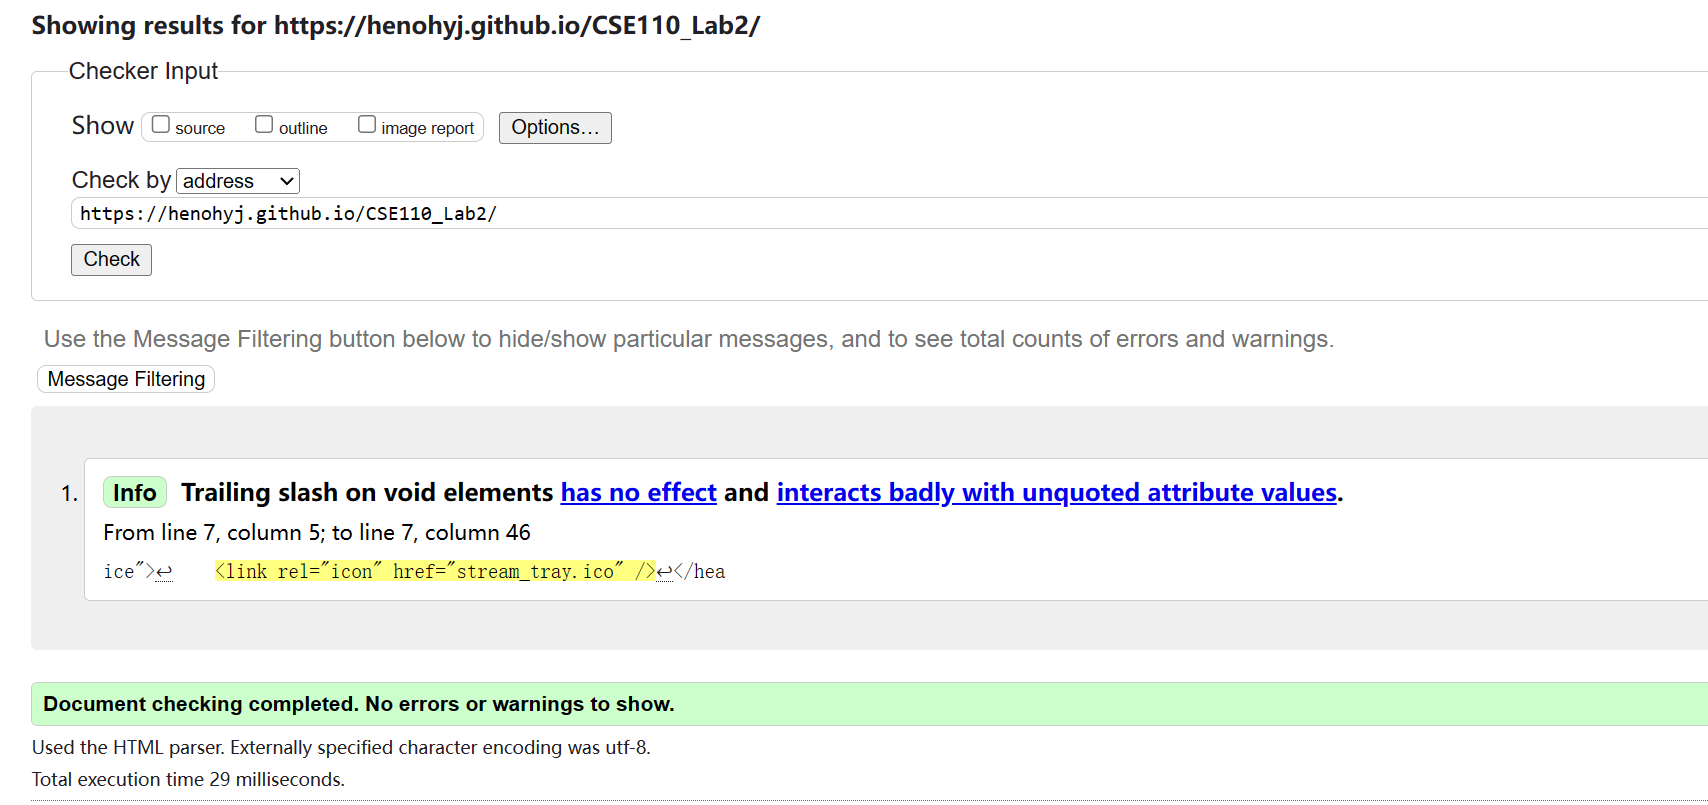 Showing results for https://henohyj.github.io/CSE110_Lab2/
Checker Input
Show source outline image report Options...
Check by address
https://henohyj.github.io/CSE110_Lab2/
Check
Use the Message Filtering button below to hide/show particular messages, and to see total counts of errors and warnings.
Message Filtering
1. Info Trailing slash on void elements has no effect and interacts badly with unquoted attribute values.
From line 7, column 5; to line 7, column 46
ice">↩ <link rel="icon" href="stream_tray.ico" />↩</hea
Document checking completed. No errors or warnings to show.
Used the HTML parser. Externally specified character encoding was utf-8.
Total execution time 29 milliseconds.